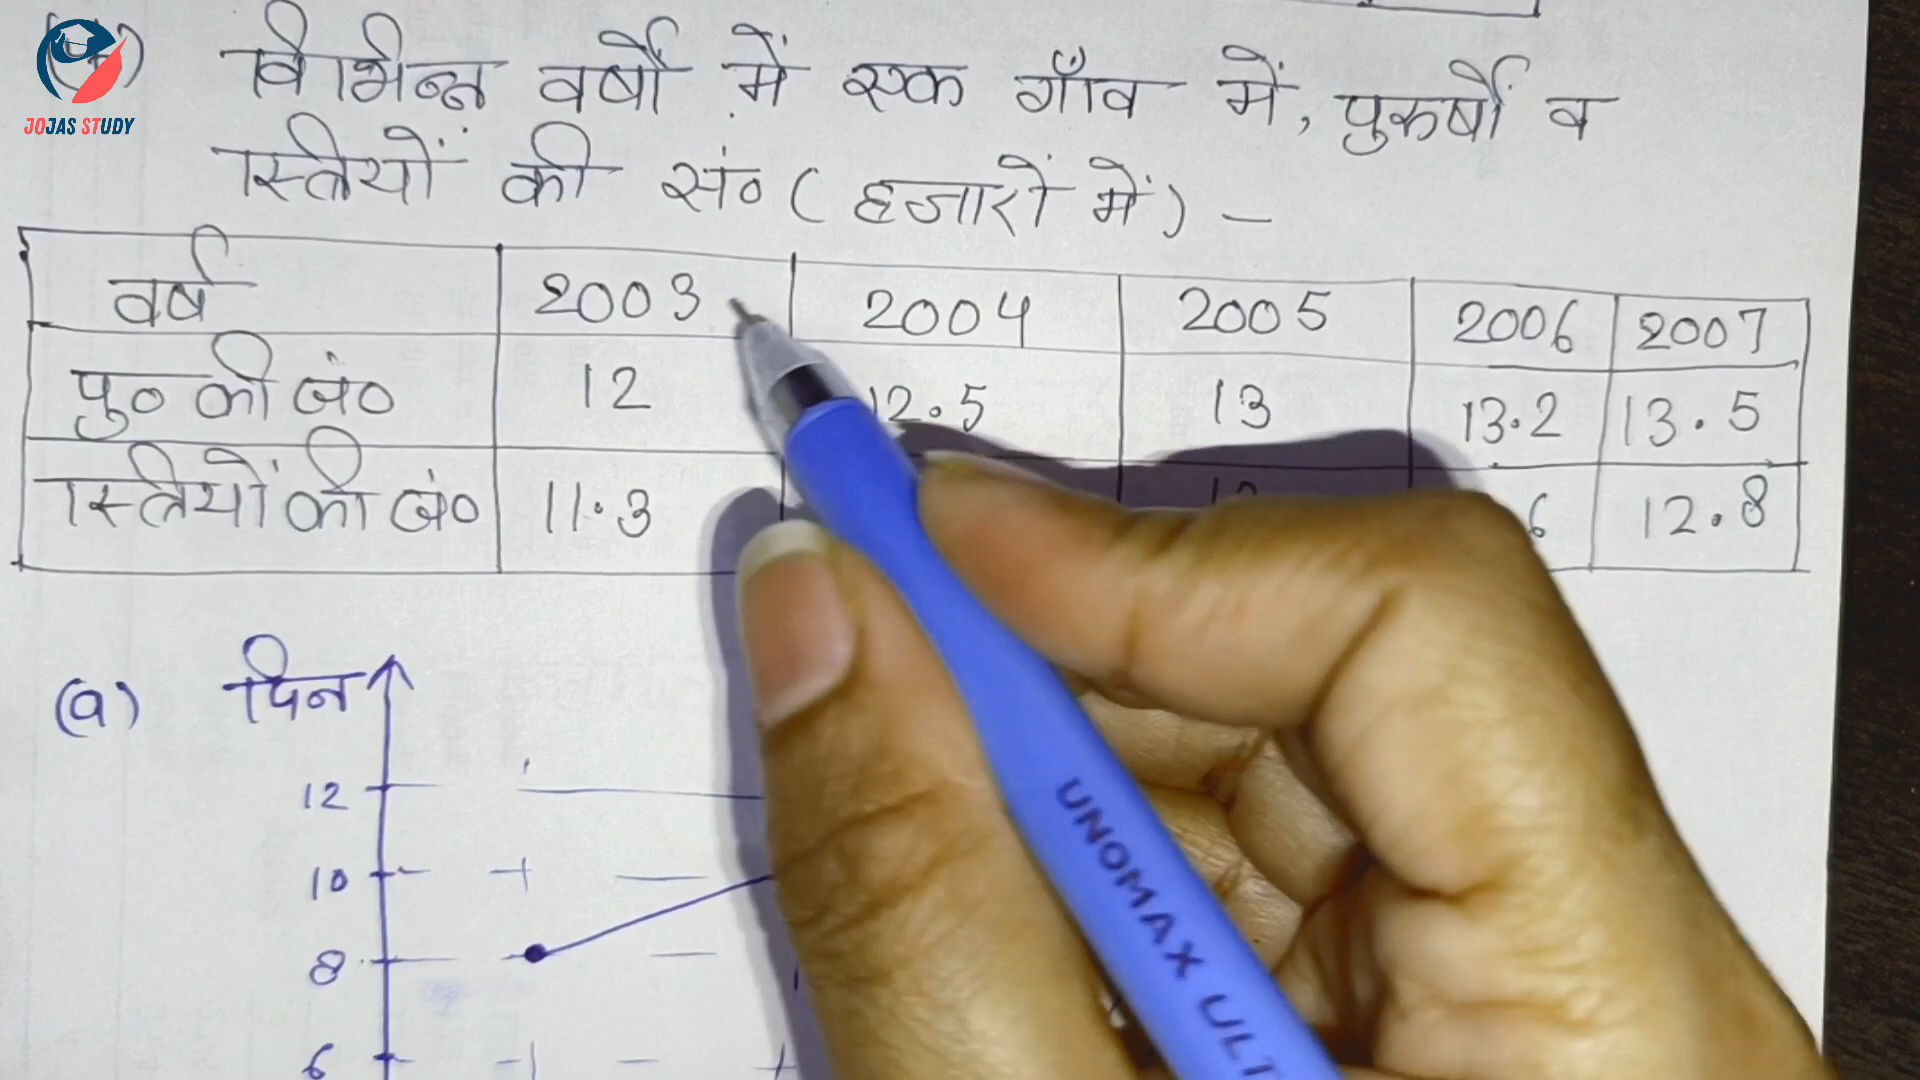 JOJAS STUDY
विभिन्न वर्षों में एक गाँव में, पुरुषों व
स्त्रियों की सं० (हजारों में) -
वर्ष 2003 2004 2005 2006 2007
पु० की सं० 12 12.5 13 13.2 13.5
स्त्रियों की सं० 11.3 12.8
(a) दिन
12
10
8
6
UNOMAX ULT